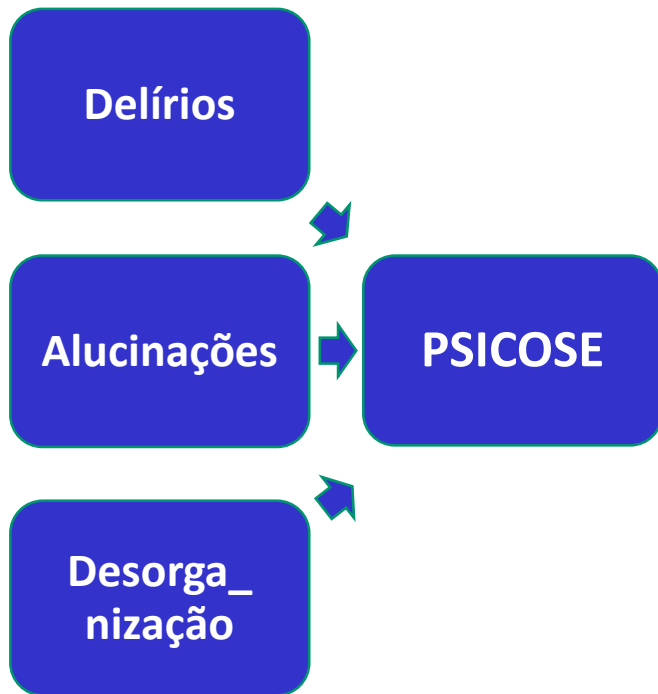 Delírios
Alucinações
PSICOSE
Desorga_
nização